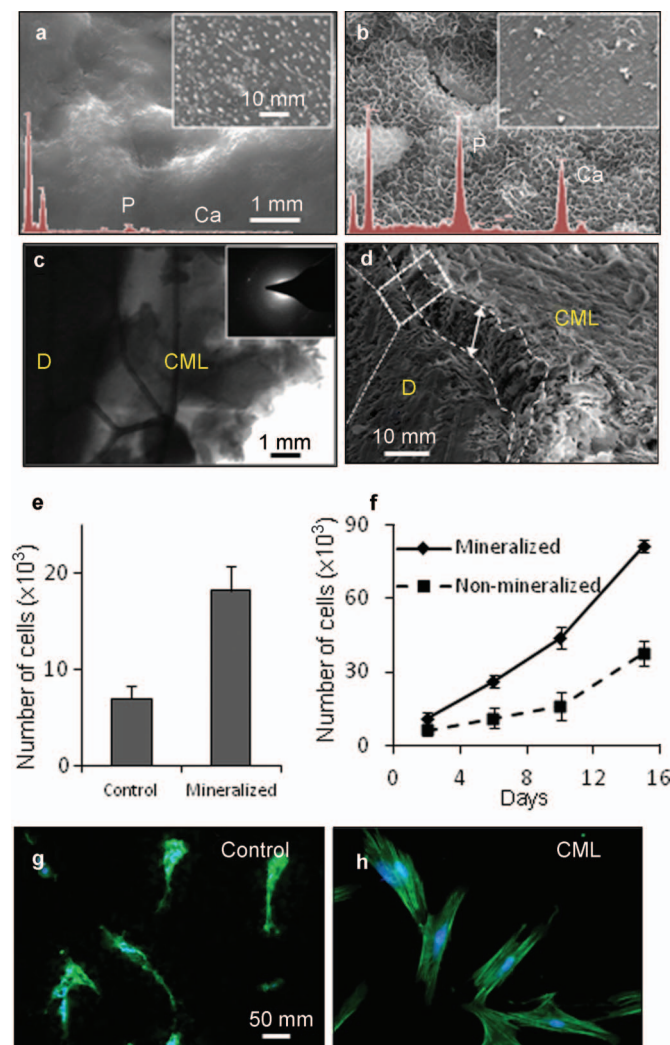 a
10 mm
P
Ca
1 mm
b
P
Ca
c
D
CML
1 mm
d
CML
D
10 mm
e
Number of cells (×10³)
20
10
0
Control
Mineralized
f
Number of cells (×10³)
90
60
30
0
Mineralized
Non-mineralized
0
4
8
12
16
Days
g
Control
50 mm
h
CML